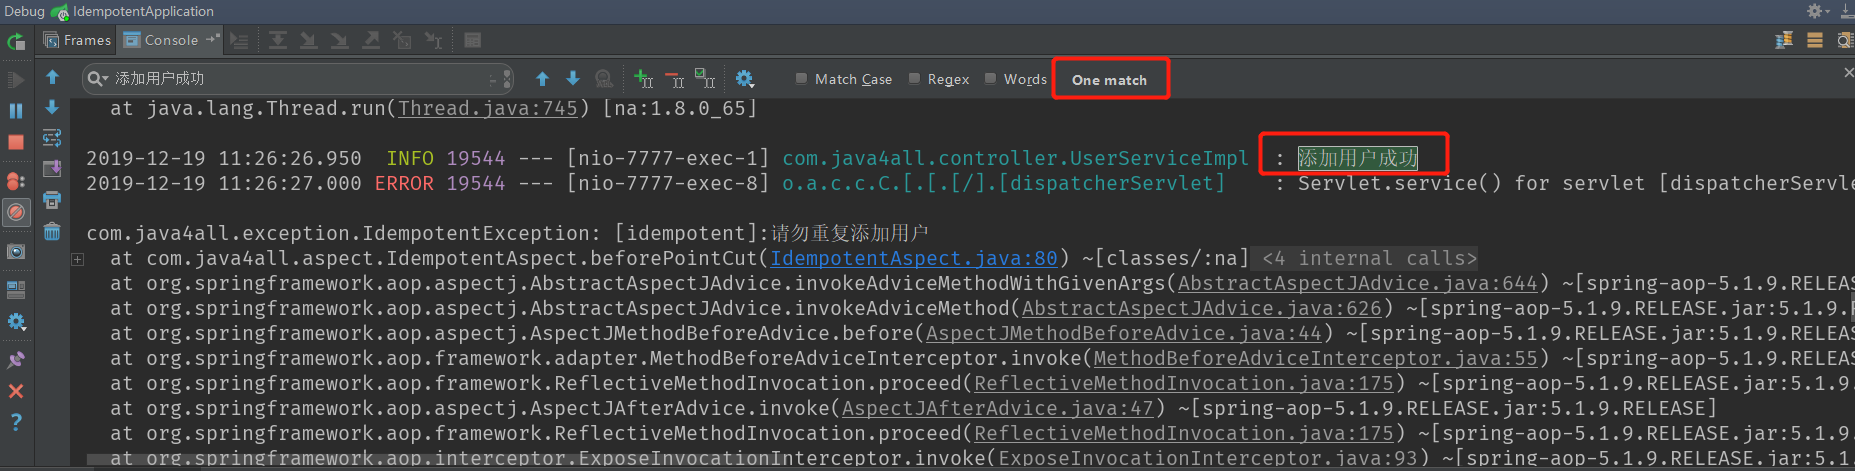 Debug IdempotentApplication
Frames Console
添加用户成功 Match Case Regex Words One match
at java.lang.Thread.run(Thread.java:745) [na:1.8.0_65]
2019-12-19 11:26:26.950 INFO 19544 --- [nio-7777-exec-1] com.java4all.controller.UserServiceImpl : 添加用户成功
2019-12-19 11:26:27.000 ERROR 19544 --- [nio-7777-exec-8] o.a.c.c.C.[.[.[/].[dispatcherServlet] : Servlet.service() for servlet [dispatcherServle
com.java4all.exception.IdempotentException: [idempotent]:请勿重复添加用户
at com.java4all.aspect.IdempotentAspect.beforePointCut(IdempotentAspect.java:80) ~[classes/:na] <4 internal calls>
at org.springframework.aop.aspectj.AbstractAspectJAdvice.invokeAdviceMethodWithGivenArgs(AbstractAspectJAdvice.java:644) ~[spring-aop-5.1.9.RELEA
at org.springframework.aop.aspectj.AbstractAspectJAdvice.invokeAdviceMethod(AbstractAspectJAdvice.java:626) ~[spring-aop-5.1.9.RELEASE.jar:5.1.9.R
at org.springframework.aop.aspectj.AspectJMethodBeforeAdvice.before(AspectJMethodBeforeAdvice.java:44) ~[spring-aop-5.1.9.RELEASE.jar:5.1.9.RELEAS
at org.springframework.aop.framework.adapter.MethodBeforeAdviceInterceptor.invoke(MethodBeforeAdviceInterceptor.java:55) ~[spring-aop-5.1.9.RELEAS
at org.springframework.aop.framework.ReflectiveMethodInvocation.proceed(ReflectiveMethodInvocation.java:175) ~[spring-aop-5.1.9.RELEASE.jar:5.1.9.
at org.springframework.aop.aspectj.AspectJAfterAdvice.invoke(AspectJAfterAdvice.java:47) ~[spring-aop-5.1.9.RELEASE.jar:5.1.9.RELEASE]
at org.springframework.aop.framework.ReflectiveMethodInvocation.proceed(ReflectiveMethodInvocation.java:175) ~[spring-aop-5.1.9.RELEASE.jar:5.1.9.
at org.springframework.aop.interceptor.ExposeInvocationInterceptor.invoke(ExposeInvocationInterceptor.java:93) ~[spring-aop-5.1.9.RELEASE.jar:5.1.